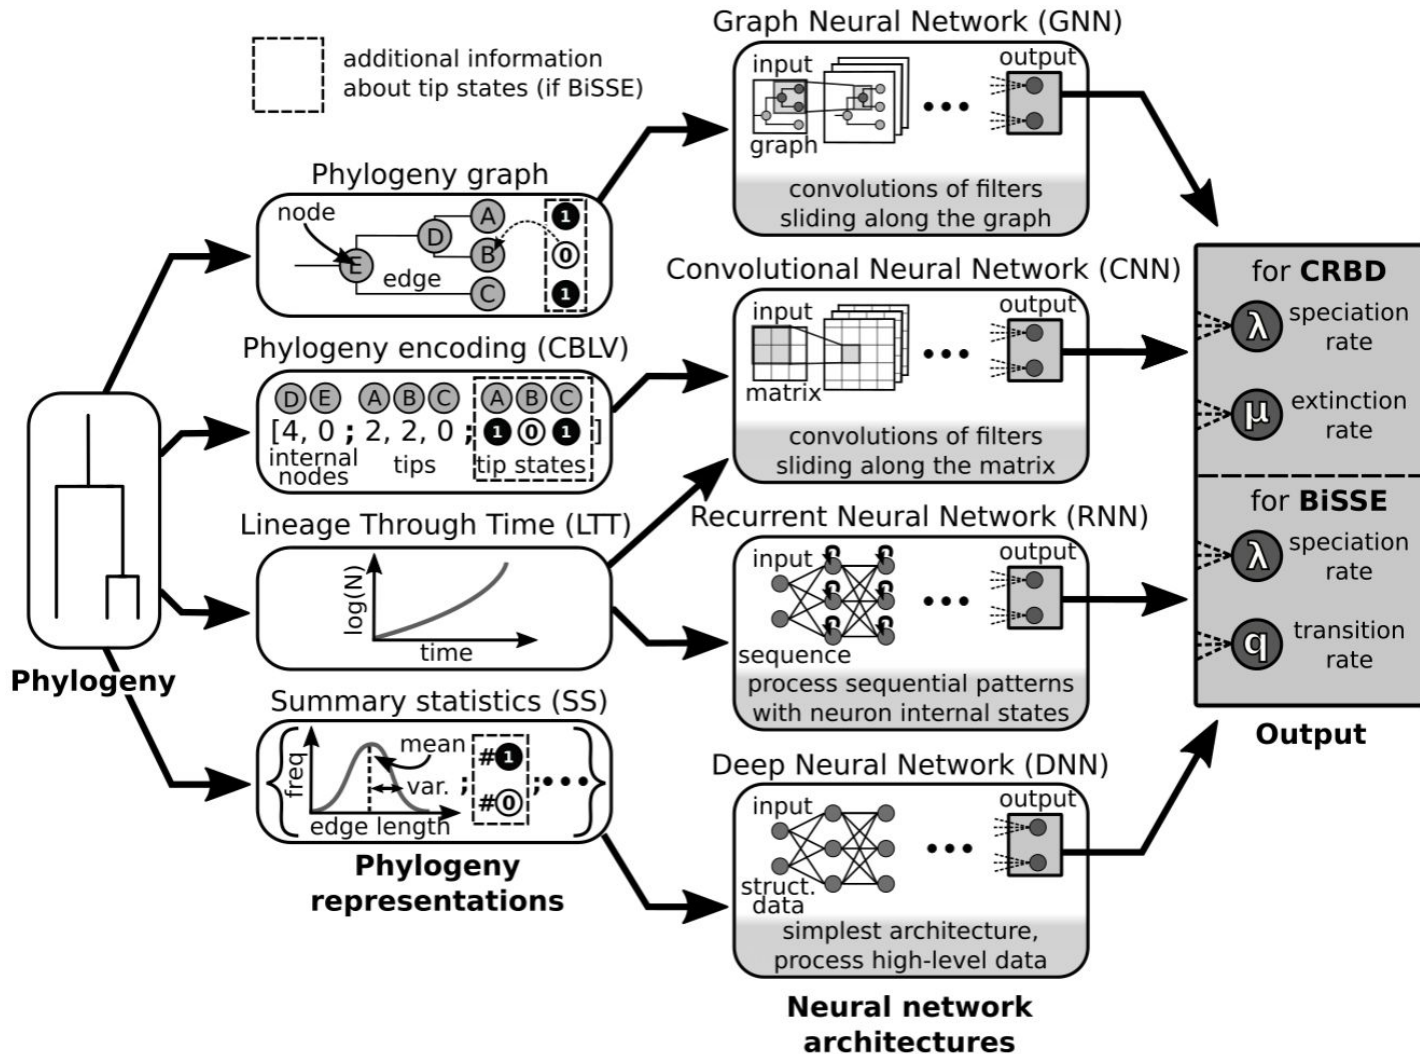 additional information
about tip states (if BiSSE)
Phylogeny graph
node
E
D
A
B
C
edge
1
0
1
Phylogeny encoding (CBLV)
D E A B C A B C
[4, 0 ; 2, 2, 0 ; 1 0 1 ]
internal
nodes
tips
tip states
Lineage Through Time (LTT)
log(N)
time
Phylogeny
Summary statistics (SS)
{
freq
mean
var.
edge length
;
#1
#0
; •••
}
Phylogeny
representations
Graph Neural Network (GNN)
input
graph
•••
output
convolutions of filters
sliding along the graph
Convolutional Neural Network (CNN)
input
matrix
•••
output
convolutions of filters
sliding along the matrix
Recurrent Neural Network (RNN)
input
sequence
•••
output
process sequential patterns
with neuron internal states
Deep Neural Network (DNN)
input
struct.
data
•••
output
simplest architecture,
process high-level data
Neural network
architectures
for CRBD
λ speciation
rate
μ extinction
rate
for BiSSE
λ speciation
rate
q transition
rate
Output